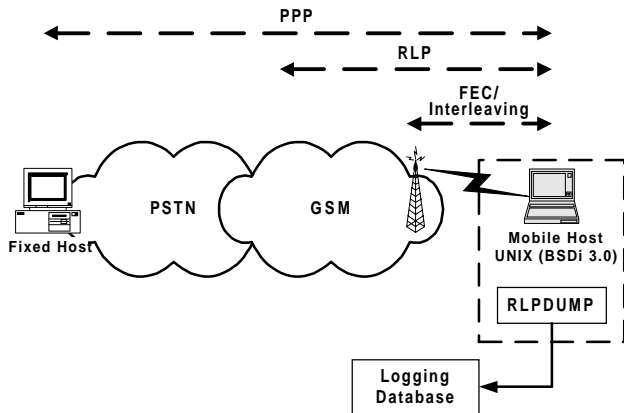 PPP
RLP
FEC/
Interleaving
PSTN
GSM
Fixed Host
Mobile Host
UNIX (BSDi 3.0)
RLPDUMP
Logging
Database